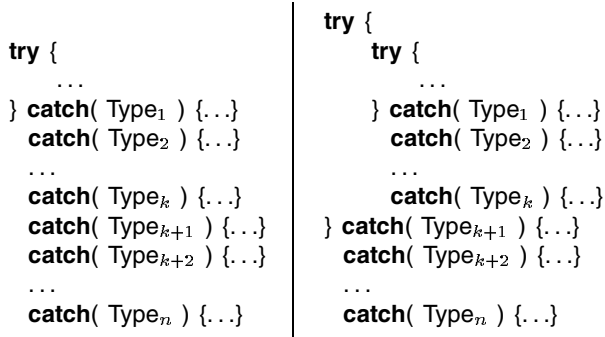 try {
...
} catch( Type₁ ) {...}
catch( Type₂ ) {...}
...
catch( Typeₖ ) {...}
catch( Typeₖ₊₁ ) {...}
catch( Typeₖ₊₂ ) {...}
...
catch( Typeₙ ) {...}
try {
try {
...
} catch( Type₁ ) {...}
catch( Type₂ ) {...}
...
catch( Typeₖ ) {...}
} catch( Typeₖ₊₁ ) {...}
catch( Typeₖ₊₂ ) {...}
...
catch( Typeₙ ) {...}